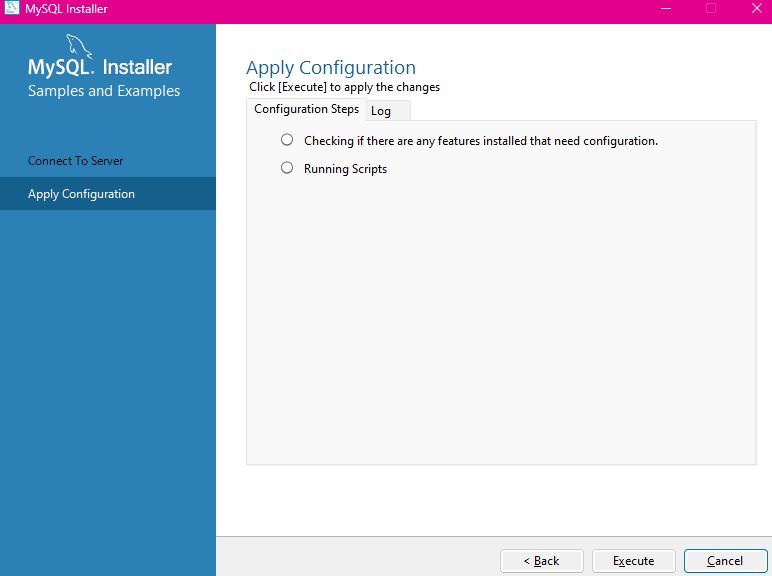 MySQL Installer
MySQL. Installer
Samples and Examples
Connect To Server
Apply Configuration
Apply Configuration
Click [Execute] to apply the changes
Configuration Steps
Log
Checking if there are any features installed that need configuration.
Running Scripts
< Back
Execute
Cancel